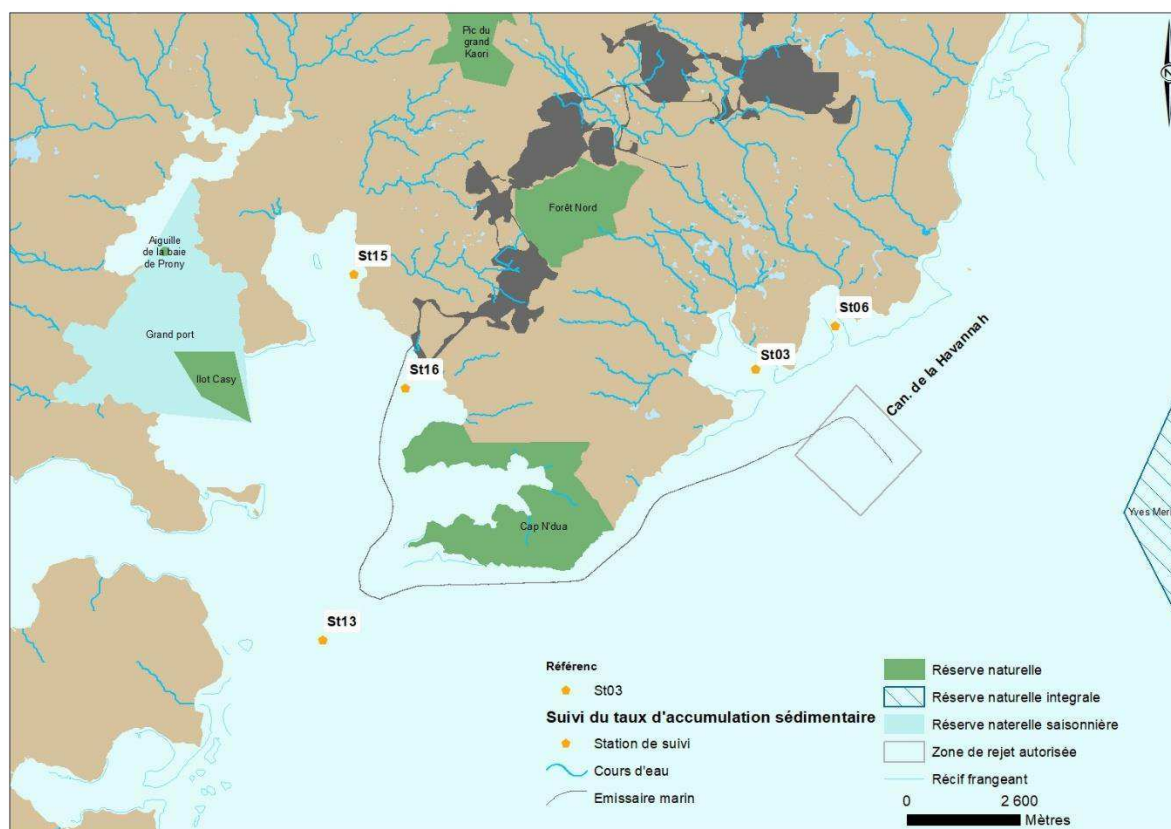 Pic du
grand
Kaori
Forêt Nord
Aiguille
de la baie
de Prony
St15
Grand port
Ilot Casy
St16
St06
St03
Can. de la Havannah
Cap N'dua
Yves Mer
St13
Référenc
St03
Suivi du taux d'accumulation sédimentaire
Station de suivi
Cours d'eau
Emissaire marin
Réserve naturelle
Réserve naturelle integrale
Réserve naterelle saisonnière
Zone de rejet autorisée
Récif frangeant
0 2 600
Mètres